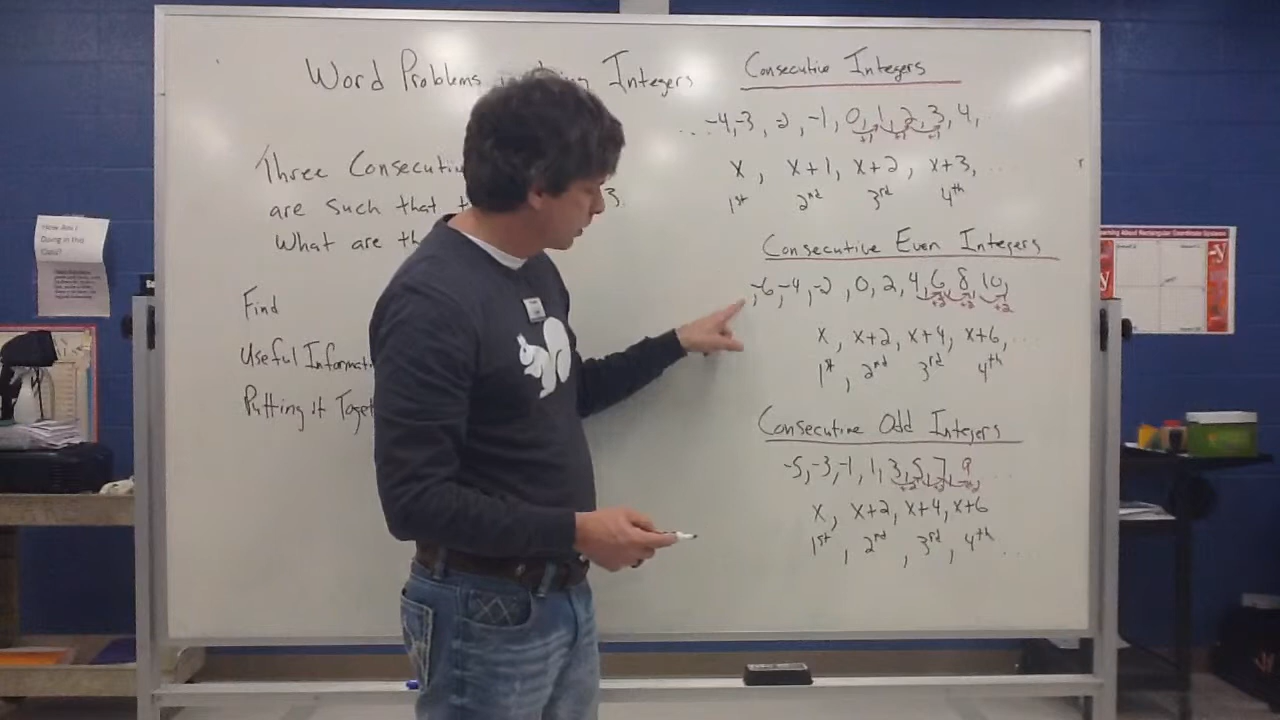 Word Problems Integers
Three Consecuti
are such that t 3.
What are th
Find
Useful Informati
Putting it Toget
Consecutive Integers
...-4,-3, -2, -1, 0, 1, 2, 3, 4,
+1 +1 +1
x, x+1, x+2, x+3, ...
1st 2nd 3rd 4th
Consecutive Even Integers
,-6,-4,-2, 0, 2, 4, 6, 8, 10,
+2 +2 +2
x, x+2, x+4, x+6, ...
1st, 2nd 3rd 4th
Consecutive Odd Integers
-5,-3,-1, 1, 3, 5, 7, 9 ...
+2 +2 +2
x, x+2, x+4, x+6
1st, 2nd, 3rd, 4th ....
How Am I
Doing in this
Class?
-y